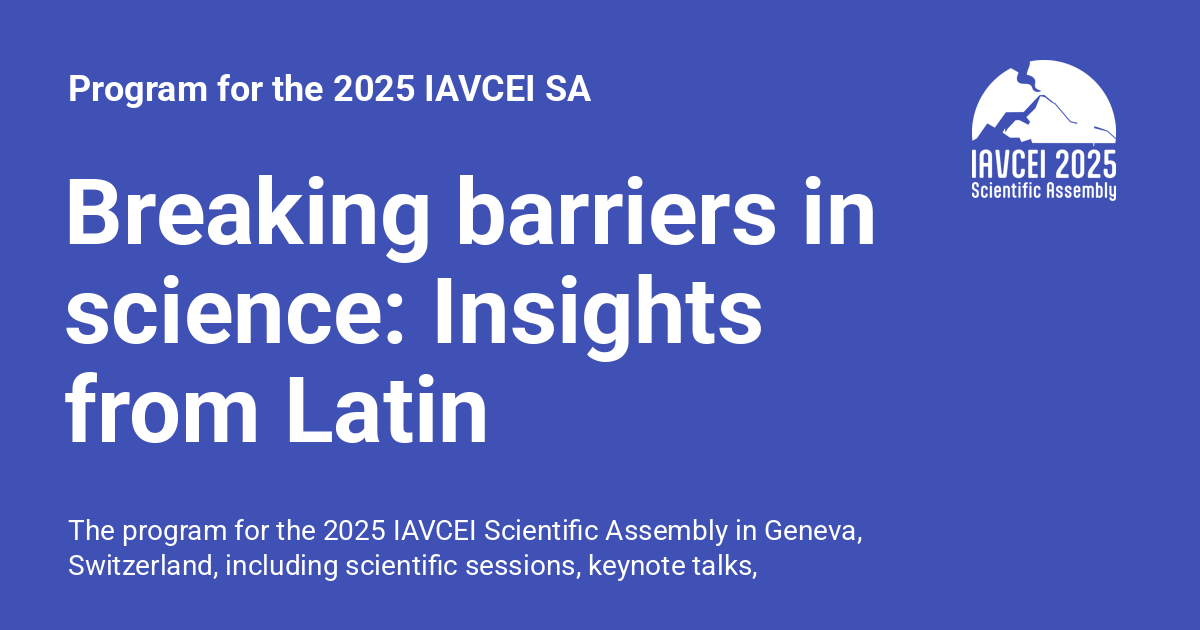 Program for the 2025 IAVCEI SA
IAVCEI 2025
Scientific Assembly
Breaking barriers in
science: Insights
from Latin
The program for the 2025 IAVCEI Scientific Assembly in Geneva,
Switzerland, including scientific sessions, keynote talks,